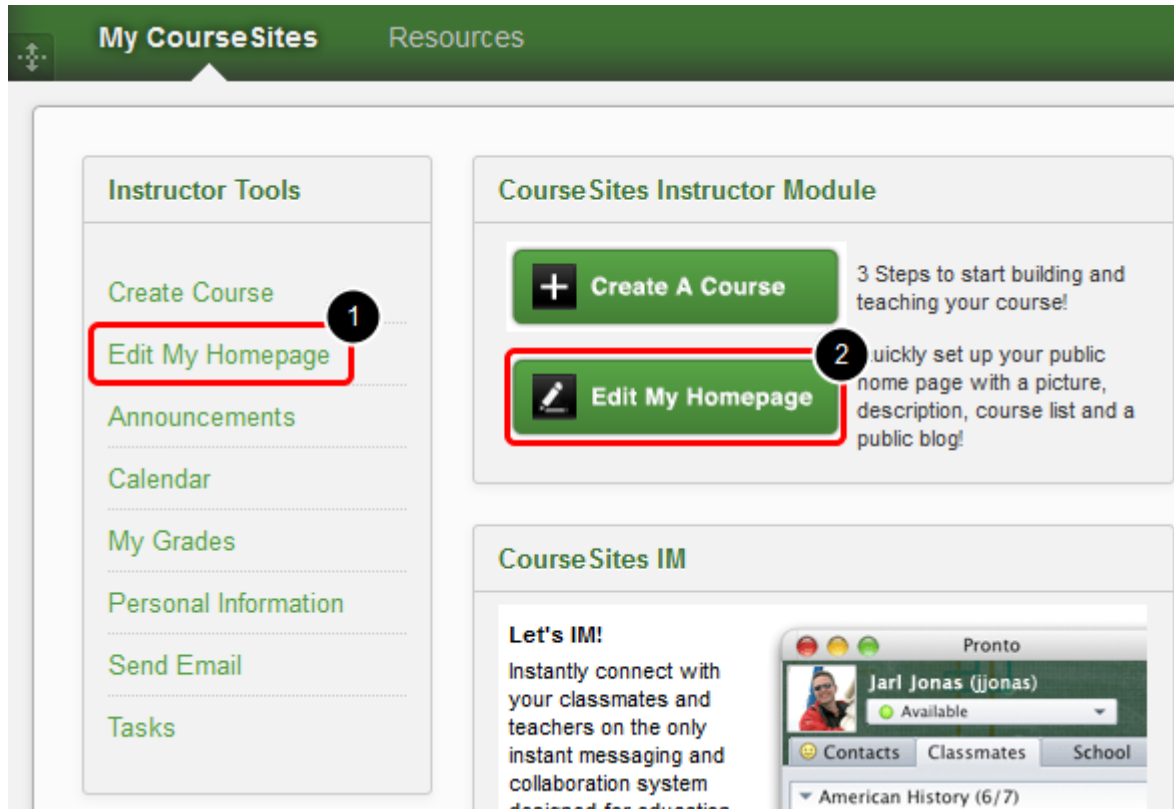 My CourseSites Resources
Instructor Tools
Create Course
1
Edit My Homepage
Announcements
Calendar
My Grades
Personal Information
Send Email
Tasks
CourseSites Instructor Module
Create A Course
3 Steps to start building and
teaching your course!
Edit My Homepage
2
uickly set up your public
home page with a picture,
description, course list and a
public blog!
CourseSites IM
Let's IM!
Instantly connect with
your classmates and
teachers on the only
instant messaging and
collaboration system
designed for education
Pronto
Jarl Jonas (jjonas)
Available
Contacts Classmates School
American History (6/7)